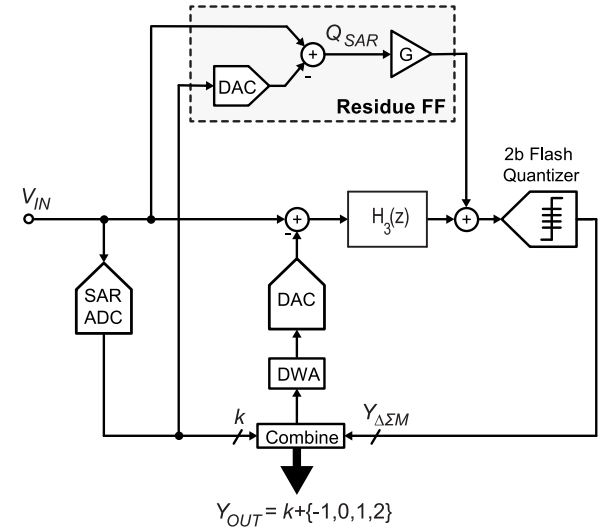 Q_SAR
DAC
+
-
G
Residue FF
2b Flash
Quantizer
V_IN
+
-
H_3(z)
+
SAR
ADC
DAC
DWA
k
Y_ΔΣM
Combine
Y_OUT = k+{-1,0,1,2}